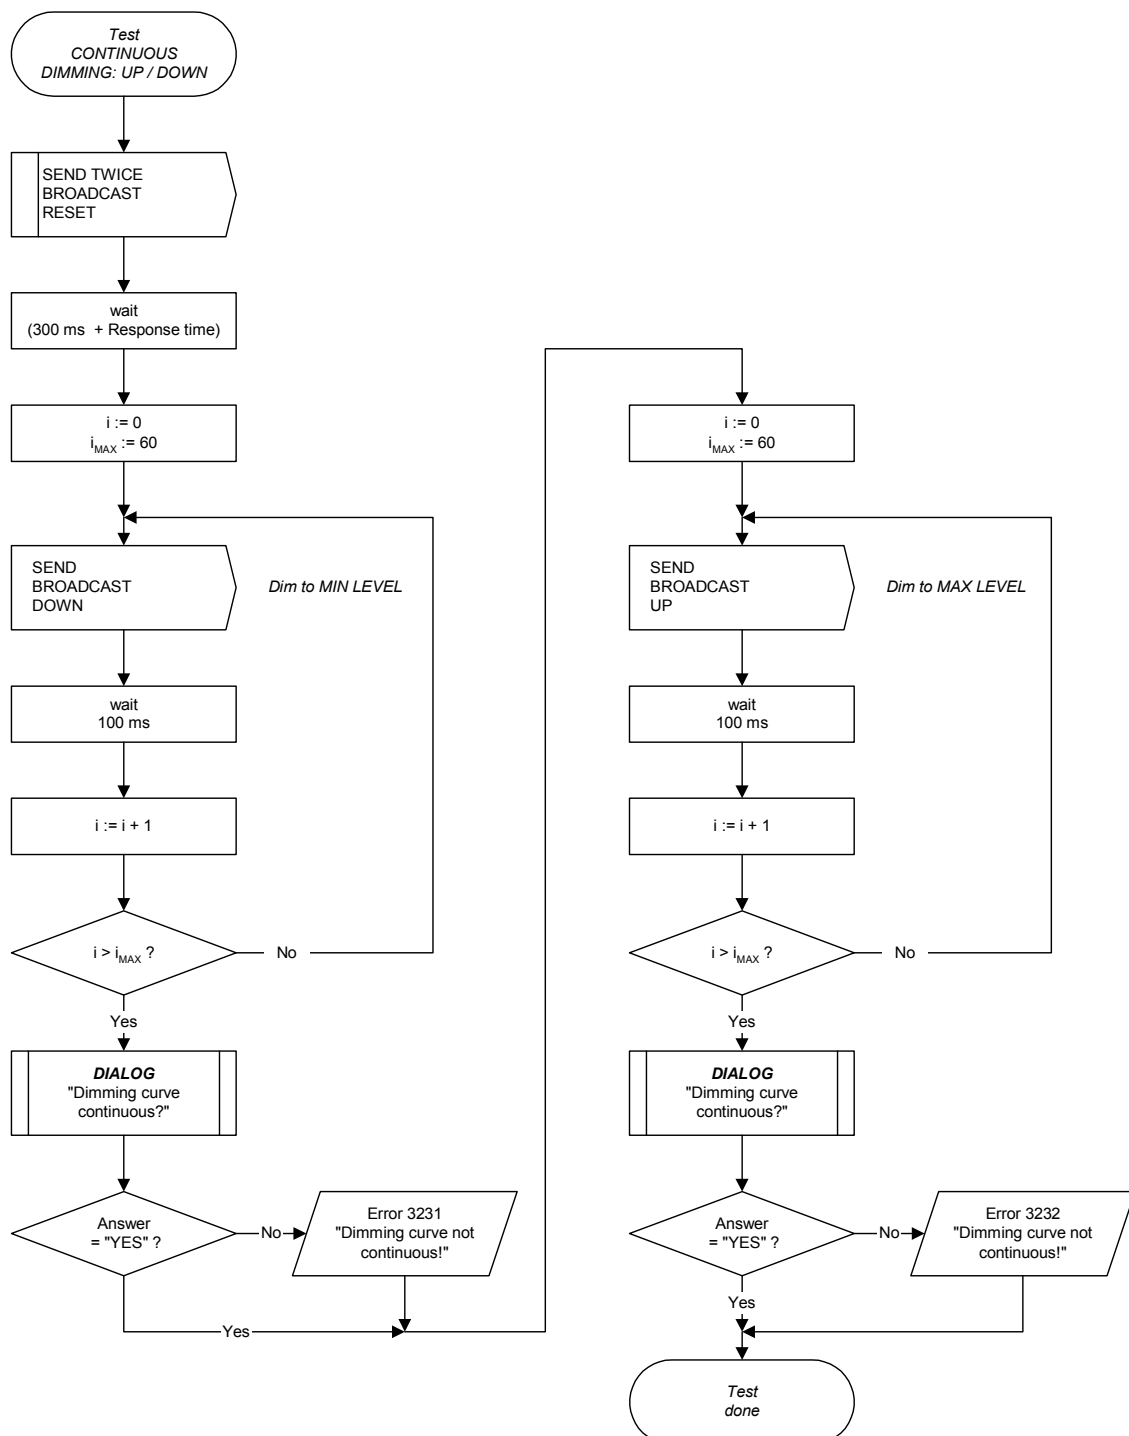 Test
CONTINUOUS
DIMMING: UP / DOWN
SEND TWICE
BROADCAST
RESET
wait
(300 ms + Response time)
i := 0
iMAX := 60
SEND
BROADCAST
DOWN
Dim to MIN LEVEL
wait
100 ms
i := i + 1
i > iMAX ?
No
Yes
DIALOG
"Dimming curve
continuous?"
Answer
= "YES" ?
No
Error 3231
"Dimming curve not
continuous!"
Yes
i := 0
iMAX := 60
SEND
BROADCAST
UP
Dim to MAX LEVEL
wait
100 ms
i := i + 1
i > iMAX ?
No
Yes
DIALOG
"Dimming curve
continuous?"
Answer
= "YES" ?
No
Error 3232
"Dimming curve not
continuous!"
Yes
Test
done